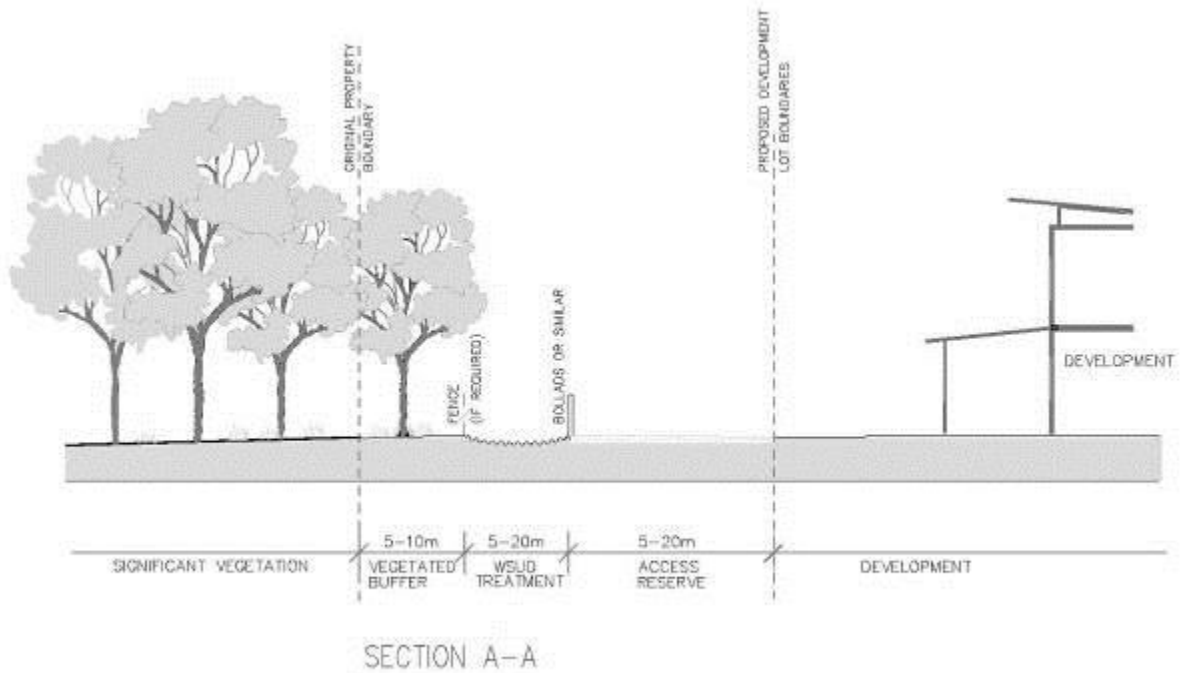 ORIGINAL PROPERTY
BOUNDARY
PROPOSED DEVELOPMENT
LOT BOUNDARIES
FENCE
(IF REQUIRED)
BOLLADS OR SIMILAR
DEVELOPMENT
5-10m
5-20m
5-20m
SIGNIFICANT VEGETATION
VEGETATED
BUFFER
WSUD
TREATMENT
ACCESS
RESERVE
DEVELOPMENT
SECTION A-A